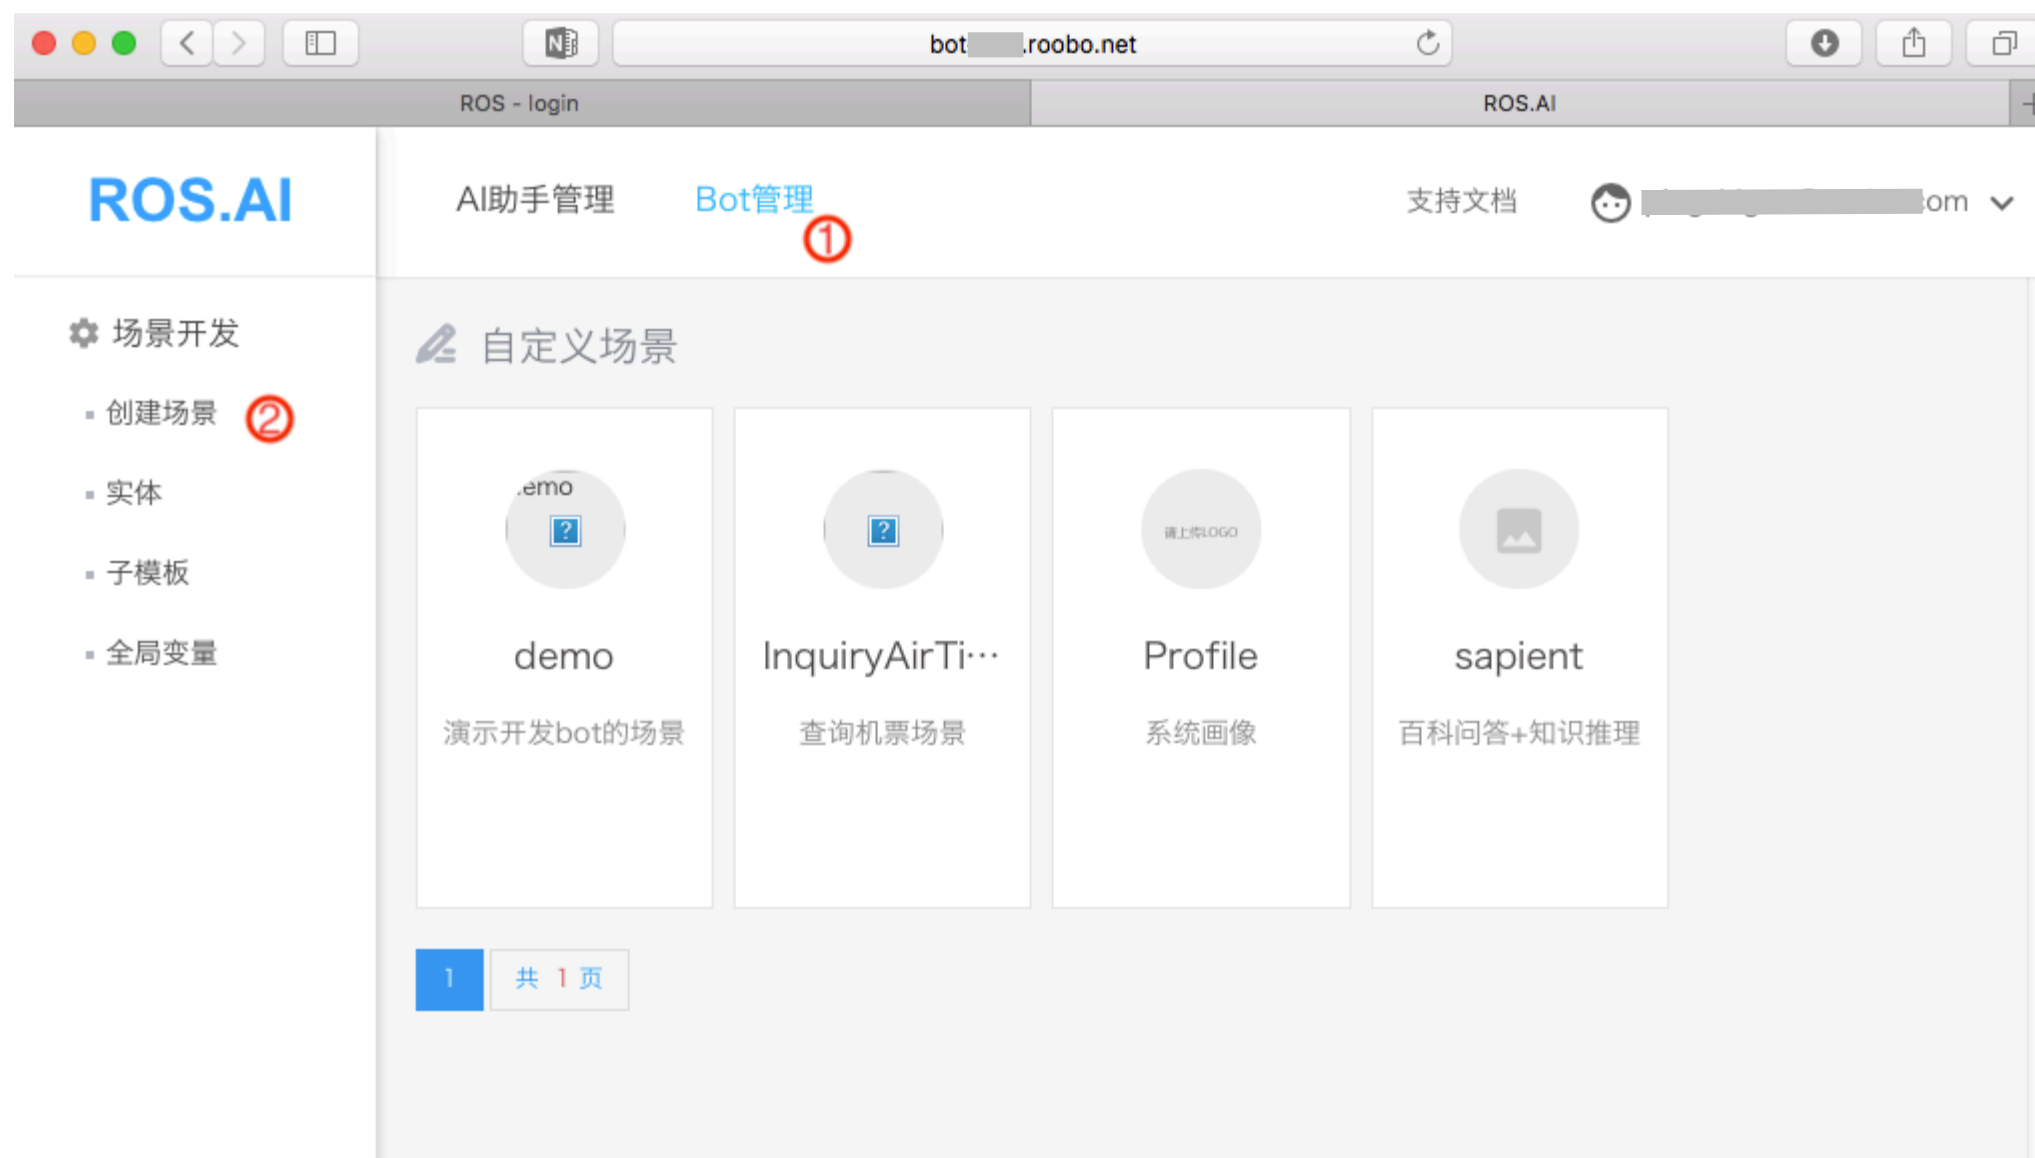 bot .roobo.net
ROS - login
ROS.AI
ROS.AI
AI助手管理
Bot管理
①
支持文档
om
场景开发
创建场景
②
实体
子模板
全局变量
自定义场景
emo
请上传LOGO
demo
InquiryAirTi···
Profile
sapient
演示开发bot的场景
查询机票场景
系统画像
百科问答+知识推理
1
共 1 页